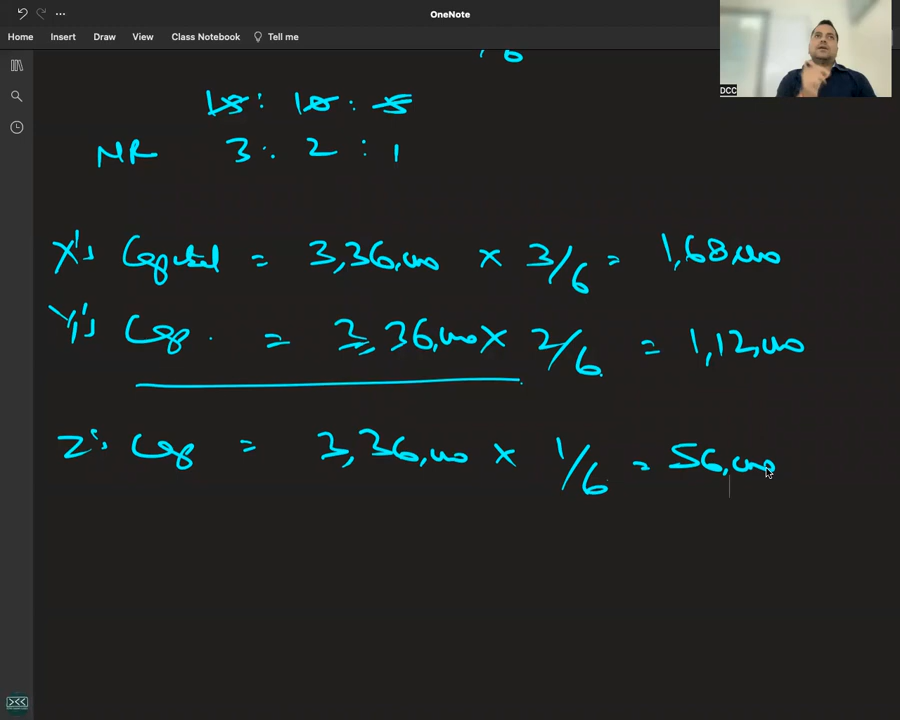 OneNote
Home Insert Draw View Class Notebook Tell me
DCC
6
15 : 10 : 5
NR 3 : 2 : 1
X's Capital = 3,36,000 x 3/6 = 1,68,000
Y's Cap. = 3,36,000 x 2/6 = 1,12,000
Z's Cap = 3,36,000 x 1/6 = 56,000